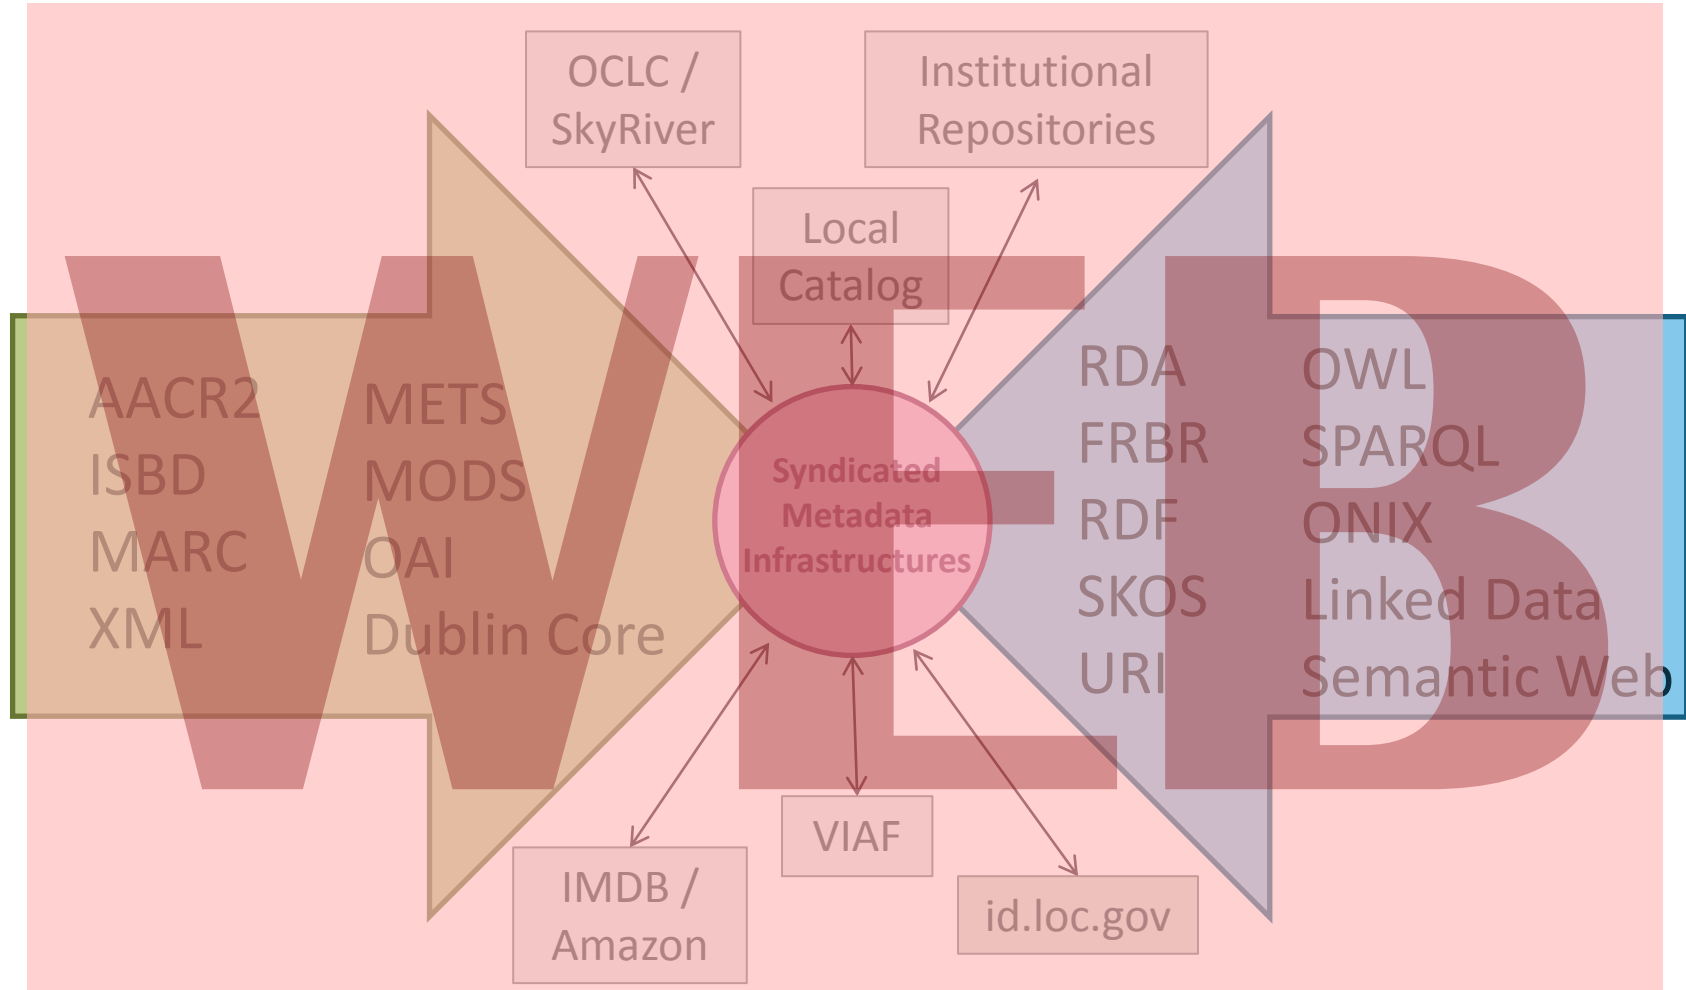 OCLC /
SkyRiver
Institutional
Repositories
Local
Catalog
WEB
AACR2
ISBD
MARC
XML
METS
MODS
OAI
Dublin Core
Syndicated
Metadata
Infrastructures
RDA
FRBR
RDF
SKOS
URI
OWL
SPARQL
ONIX
Linked Data
Semantic Web
VIAF
IMDB /
Amazon
id.loc.gov